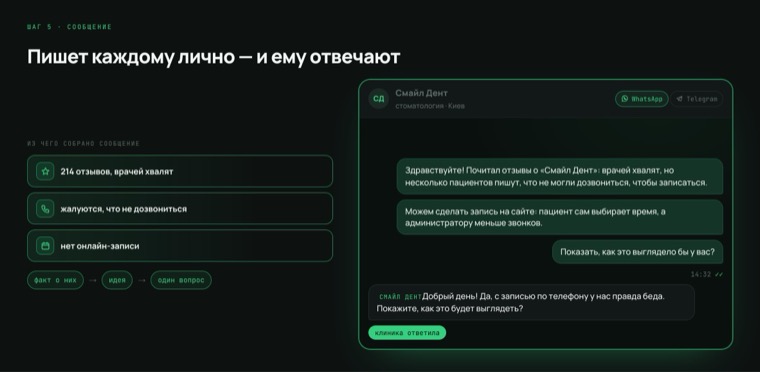 ШАГ 5 · СООБЩЕНИЕ
Пишет каждому лично — и ему отвечают
ИЗ ЧЕГО СОБРАНО СООБЩЕНИЕ
214 отзывов, врачей хвалят
жалуются, что не дозвониться
нет онлайн-записи
факт о них → идея → один вопрос
СД
Смайл Дент
стоматология · Киев
WhatsApp
Telegram
Здравствуйте! Почитал отзывы о «Смайл Дент»: врачей хвалят, но
несколько пациентов пишут, что не могли дозвониться, чтобы записаться.
Можем сделать запись на сайте: пациент сам выбирает время, а
администратору меньше звонков.
Показать, как это выглядело бы у вас?
14:32 ✓✓
СМАЙЛ ДЕНТ Добрый день! Да, с записью по телефону у нас правда беда.
Покажите, как это будет выглядеть?
клиника ответила